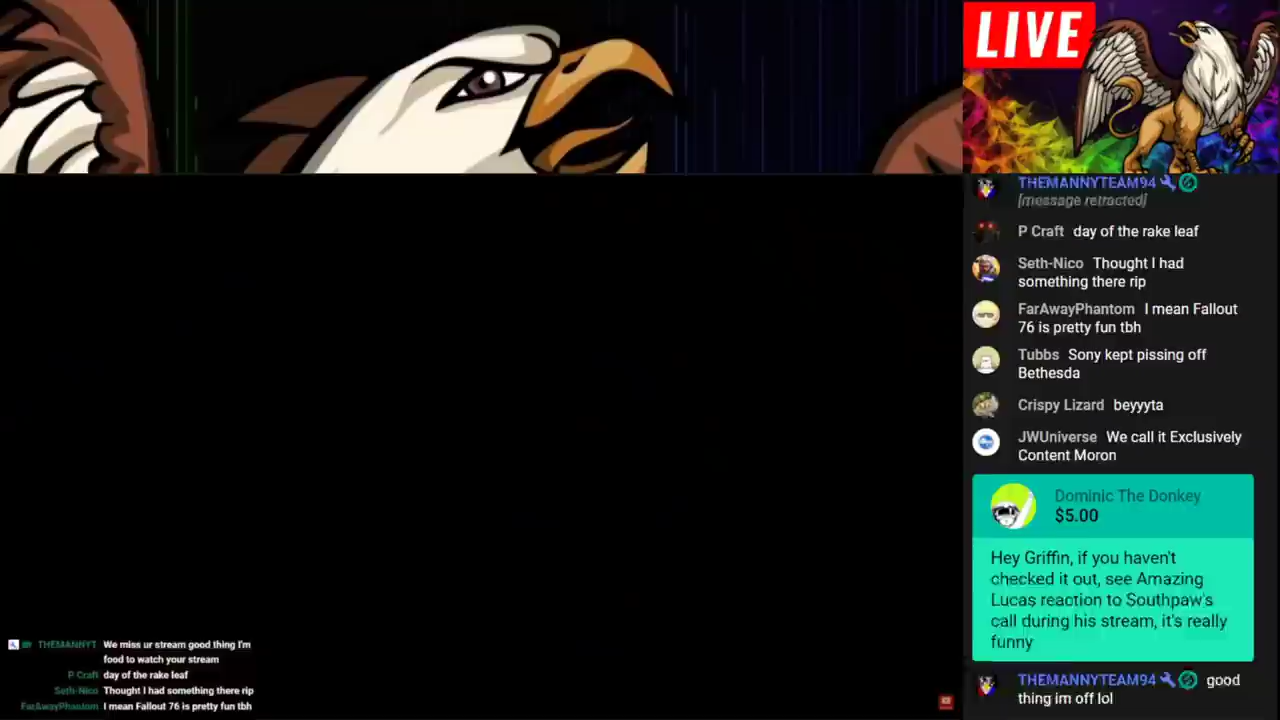 LIVE
THEMANNYTEAM94
[message retracted]
P Craft day of the rake leaf
Seth-Nico Thought I had
something there rip
FarAwayPhantom I mean Fallout
76 is pretty fun tbh
Tubbs Sony kept pissing off
Bethesda
Crispy Lizard beyyyta
JWUniverse We call it Exclusively
Content Moron
Dominic The Donkey
$5.00
Hey Griffin, if you haven't
checked it out, see Amazing
Lucas reaction to Southpaw's
call during his stream, it's really
funny
THEMANNYTEAM94 good
thing im off lol
THEMANNYT We miss ur stream good thing I'm
food to watch your stream
P Craft day of the rake leaf
Seth-Nico Thought I had something there rip
FarAwayPhantom I mean Fallout 76 is pretty fun tbh